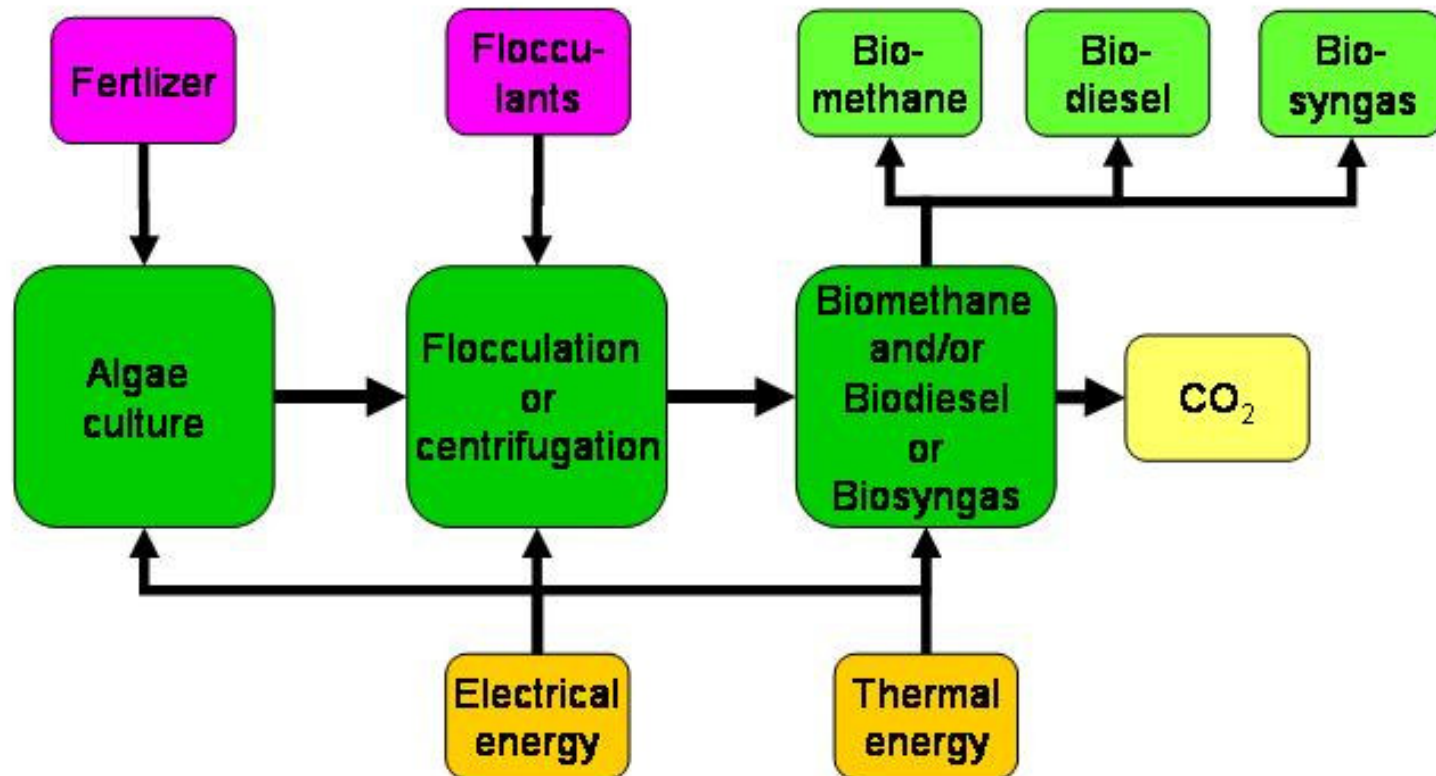 Fertlizer
Floccu-
lants
Bio-
methane
Bio-
diesel
Bio-
syngas
Algae
culture
Flocculation
or
centrifugation
Biomethane
and/or
Biodiesel
or
Biosyngas
CO₂
Electrical
energy
Thermal
energy